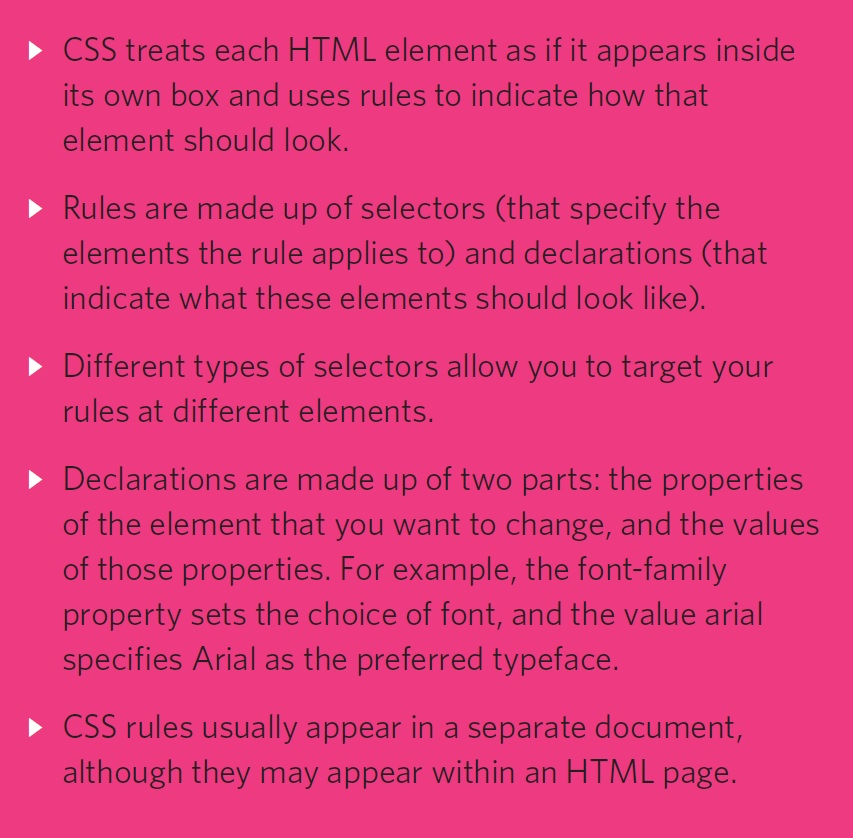 CSS treats each HTML element as if it appears inside
its own box and uses rules to indicate how that
element should look.
Rules are made up of selectors (that specify the
elements the rule applies to) and declarations (that
indicate what these elements should look like).
Different types of selectors allow you to target your
rules at different elements.
Declarations are made up of two parts: the properties
of the element that you want to change, and the values
of those properties. For example, the font-family
property sets the choice of font, and the value arial
specifies Arial as the preferred typeface.
CSS rules usually appear in a separate document,
although they may appear within an HTML page.